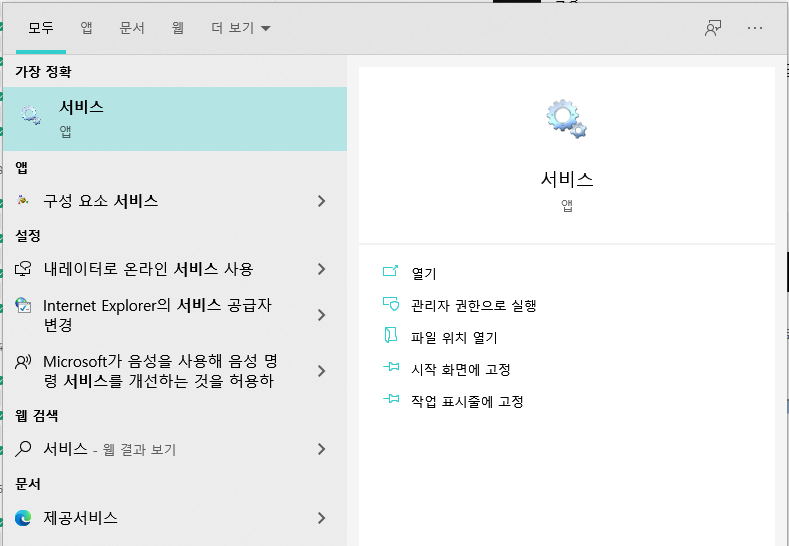 모두 앱 문서 웹 더 보기
가장 정확
서비스
앱
앱
구성 요소 서비스
설정
내레이터로 온라인 서비스 사용
Internet Explorer의 서비스 공급자
변경
Microsoft가 음성을 사용해 음성 명
령 서비스를 개선하는 것을 허용하
웹 검색
서비스 - 웹 결과 보기
문서
제공서비스
서비스
앱
열기
관리자 권한으로 실행
파일 위치 열기
시작 화면에 고정
작업 표시줄에 고정